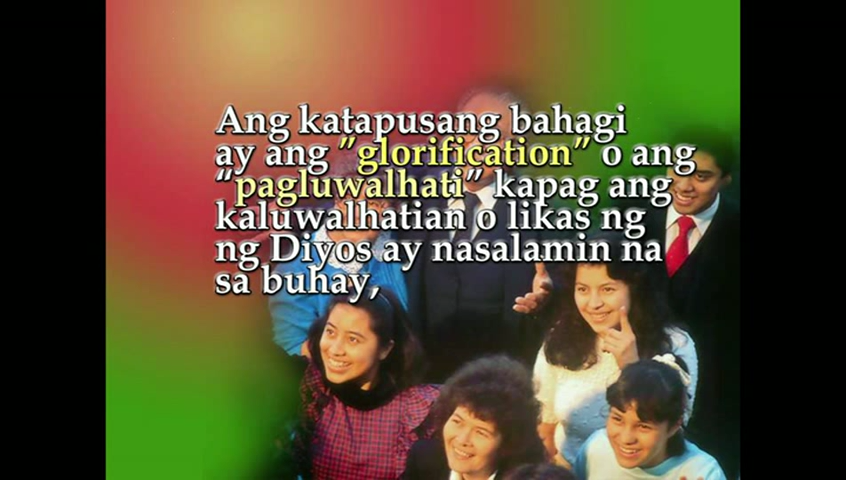 Ang katapusang bahagi
ay ang ”glorification” o ang
“pagluwalhati” kapag ang
kaluwalhatian o likas ng
ng Diyos ay nasalamin na
sa buhay,